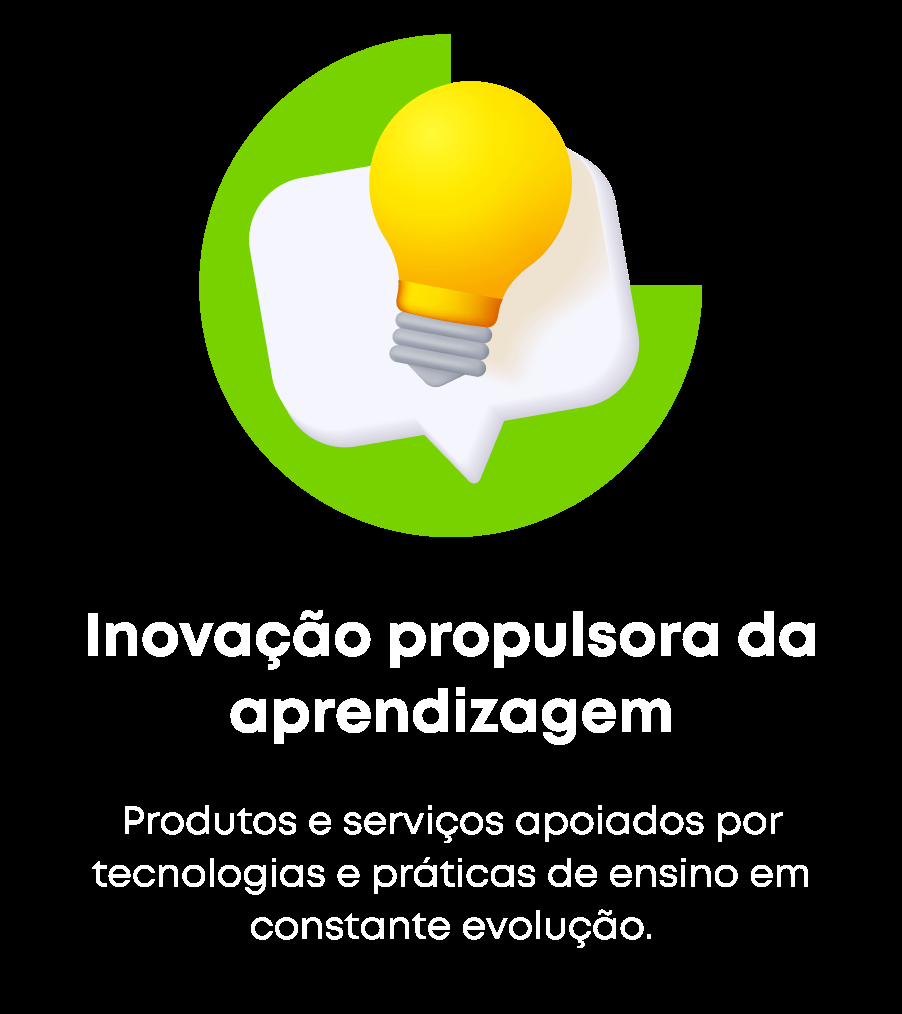 Inovação propulsora da
aprendizagem
Produtos e serviços apoiados por
tecnologias e práticas de ensino em
constante evolução.